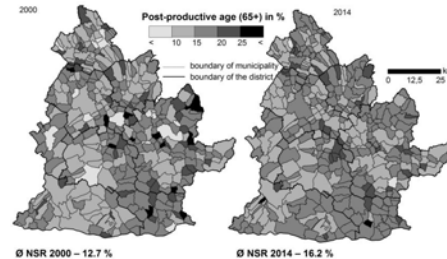 2000
Post-productive age (65+) in %
2014
< 10 15 20 25 <
boundary of municipality
boundary of the district
km
0 12,5 25
Ø NSR 2000 – 12.7 %
Ø NSR 2014 – 16.2 %